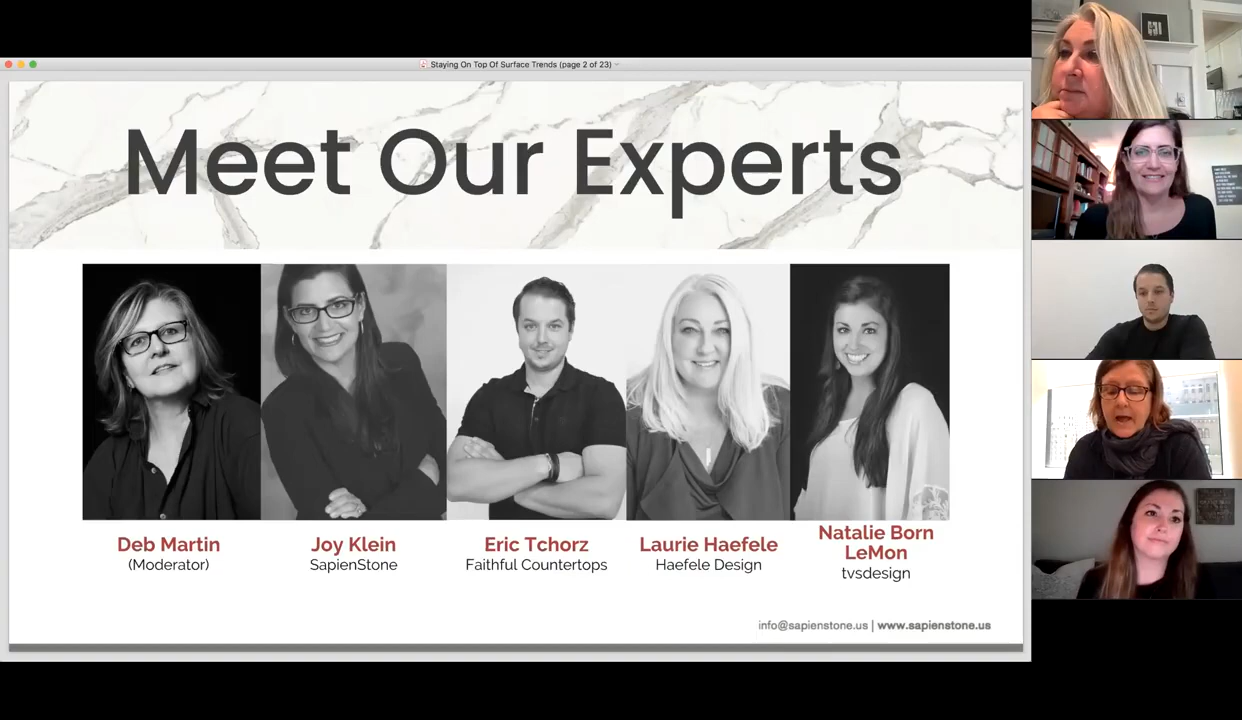 Staying On Top Of Surface Trends (page 2 of 23)
Meet Our Experts
Deb Martin
(Moderator)
Joy Klein
SapienStone
Eric Tchorz
Faithful Countertops
Laurie Haefele
Haefele Design
Natalie Born
LeMon
tvsdesign
info@sapienstone.us | www.sapienstone.us